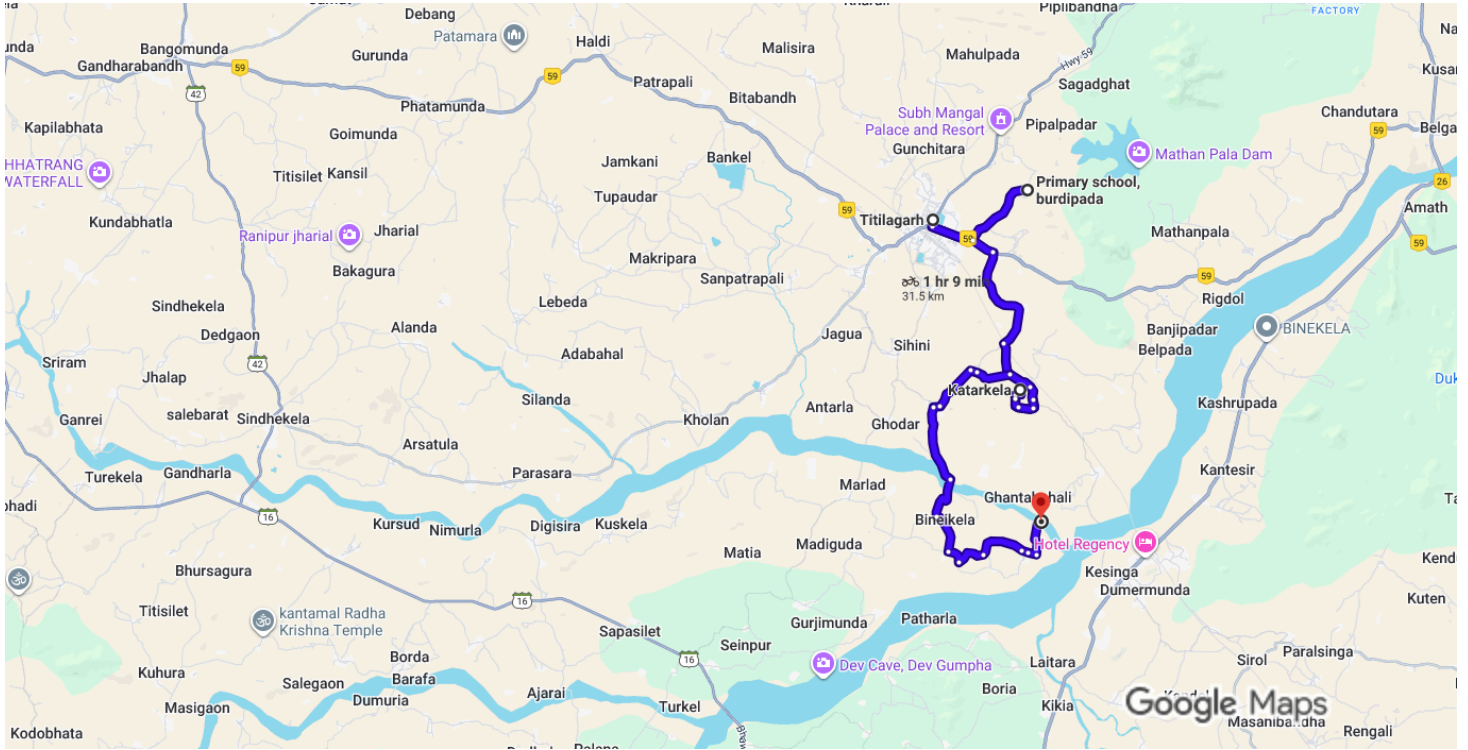 Debang
Pipilibandha
FACTORY
Patamara
Haldi
Malisira
Mahulpada
Bangomunda
Gurunda
Gandharabandh
59
59
Patrapali
Hwy 59
Sagadghat
42
Phatamunda
Bitabandh
Subh Mangal
Palace and Resort
Chandutara
Kapilabhata
Goimunda
Pipalpadar
59
Gunchitara
Bankel
Mathan Pala Dam
Jamkani
WATERFALL
Titisilet
Kansil
Primary school,
burdipada
26
Tupaudar
59
Amath
Kundabhatla
Titilagarh
Ranipur jharial
Jharial
59
Mathanpala
59
Makripara
Bakagura
Sanpatrapali
59
1 hr 9 min
31.5 km
Sindhekela
Lebeda
Rigdol
Dedgaon
Alanda
Jagua
Banjipadar
BINEKELA
Sihini
Belpada
Adabahal
Sriram
42
Jhalap
Katarkela
Silanda
Kashrupada
salebarat
Antarla
Ganrei
Sindhekela
Kholan
Ghodar
Arsatula
Turekela
Gandharla
Parasara
Kantesir
Marlad
Ghantabahali
16
Kursud
Nimurla
Digisira
Kuskela
Bineikela
Madiguda
Hotel Regency
Matia
Bhursagura
Kesinga
Dumermunda
16
Titisilet
kantamal Radha
Krishna Temple
Kuten
Gurjimunda
Patharla
Sapasilet
Seinpur
Borda
16
Dev Cave, Dev Gumpha
Laitara
Sirol
Paralsinga
Kuhura
Barafa
Salegaon
Ajarai
Boria
Dumuria
Masigaon
Turkel
Kikia
Google Maps
Kodobhata
Rengali